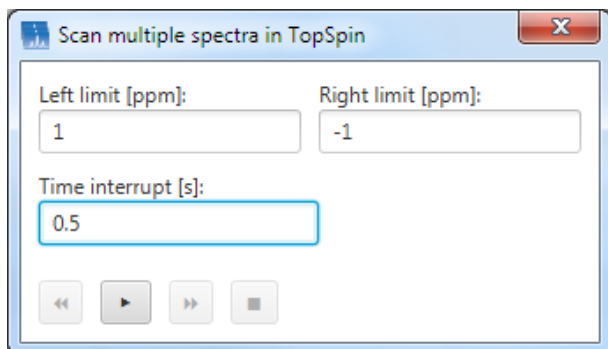 Scan multiple spectra in TopSpin
Left limit [ppm]: Right limit [ppm]:
1 -1
Time interrupt [s]:
0.5